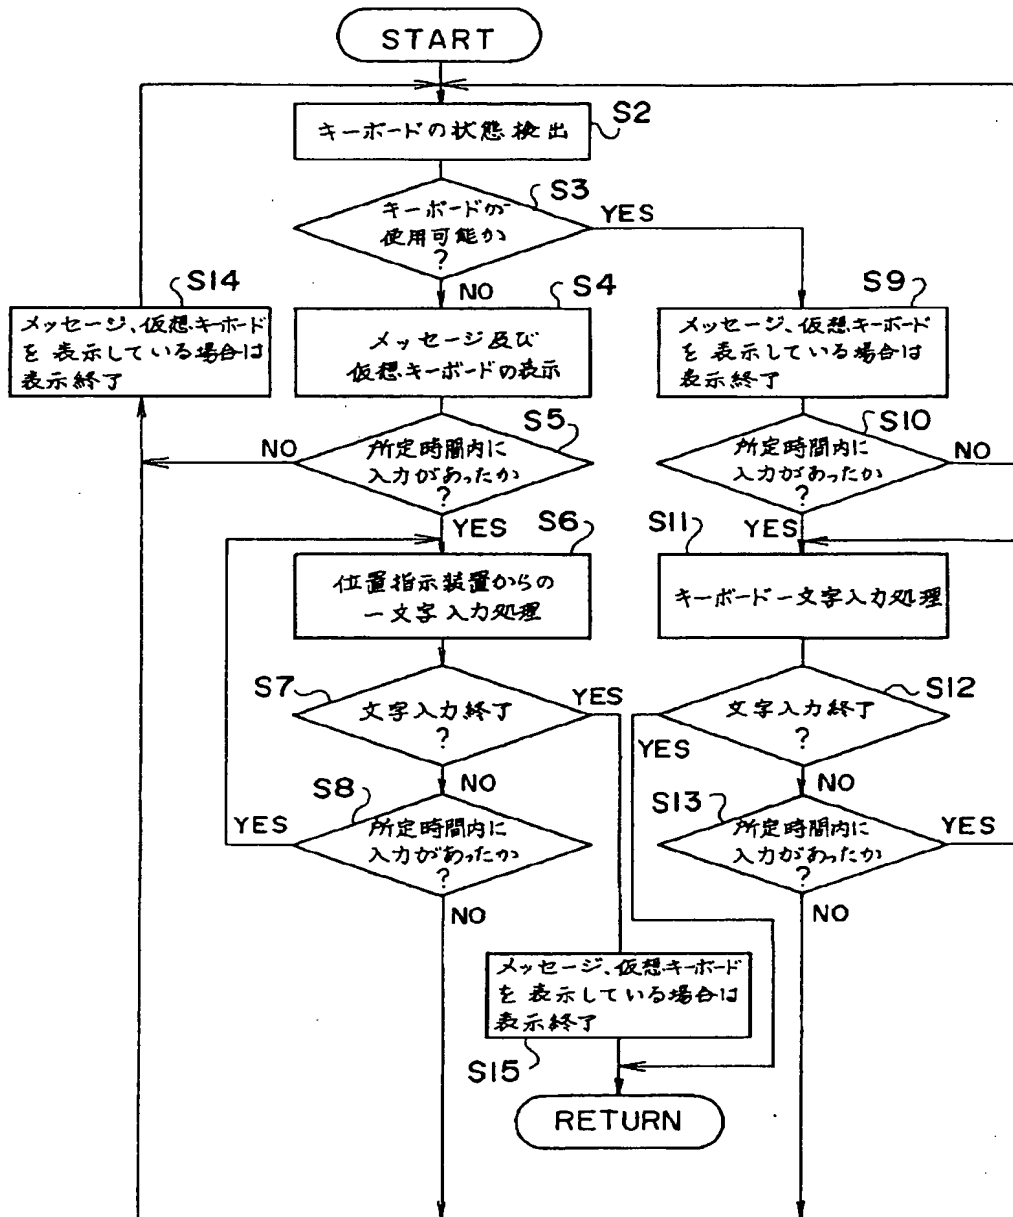 START
キーボードの状態検出
S2
キーボードが
使用可能か
?
S3
YES
NO
S14
メッセージ、仮想キーボード
を表示している場合は
表示終了
S4
メッセージ及び
仮想キーボードの表示
S9
メッセージ、仮想キーボード
を表示している場合は
表示終了
S5
所定時間内に
入力があったか
?
NO
YES
S10
所定時間内に
入力があったか
?
NO
YES
S6
位置指示装置からの
一文字入力処理
S11
キーボード一文字入力処理
S7
文字入力終了
?
YES
NO
S12
文字入力終了
?
YES
NO
S8
所定時間内に
入力があったか
?
YES
NO
S13
所定時間内に
入力があったか
?
YES
NO
メッセージ、仮想キーボード
を表示している場合は
表示終了
S15
RETURN